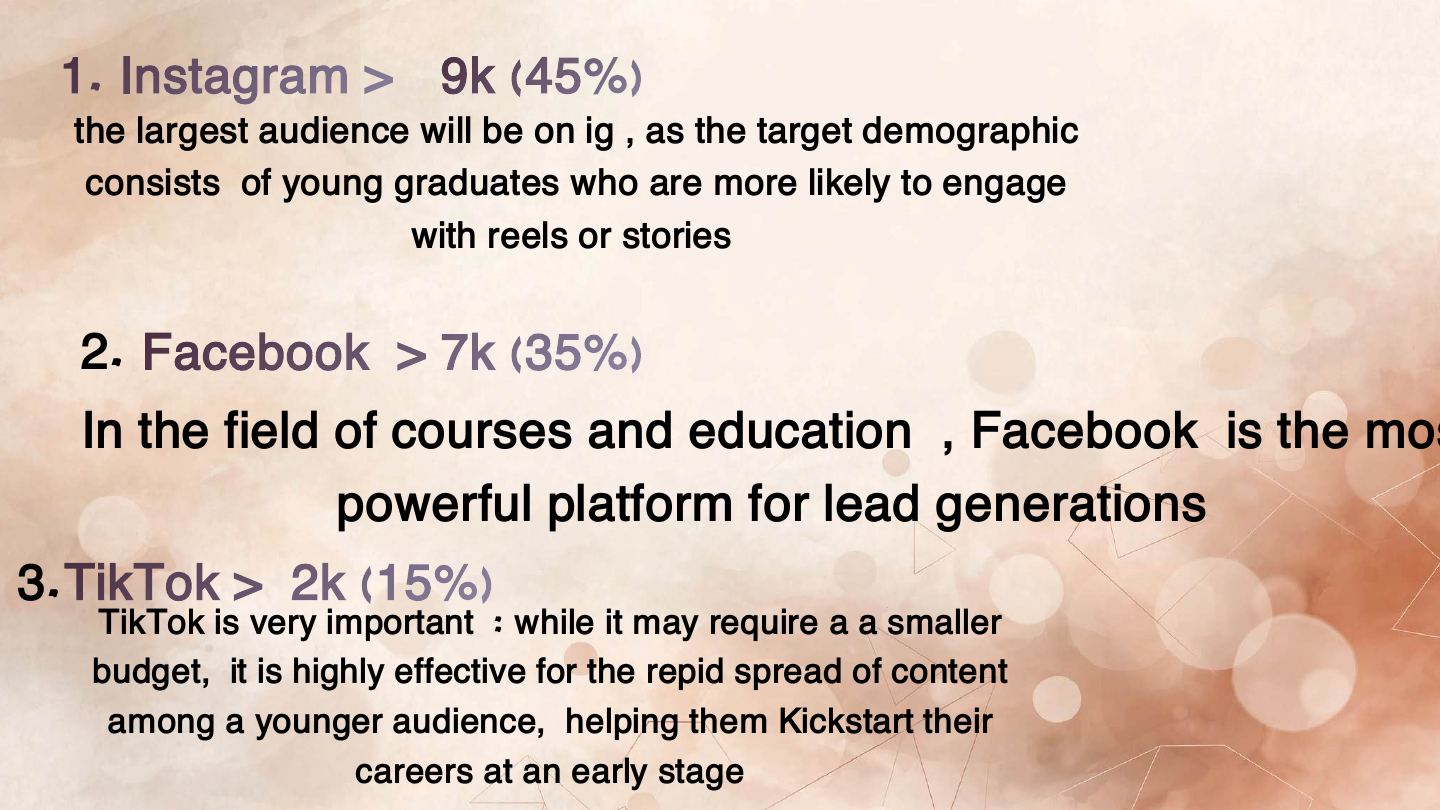 1. Instagram > 9k (45%)
the largest audience will be on ig , as the target demographic
consists of young graduates who are more likely to engage
with reels or stories
2. Facebook > 7k (35%)
In the field of courses and education , Facebook is the mos
powerful platform for lead generations
3. TikTok > 2k (15%)
TikTok is very important : while it may require a a smaller
budget, it is highly effective for the repid spread of content
among a younger audience, helping them Kickstart their
careers at an early stage